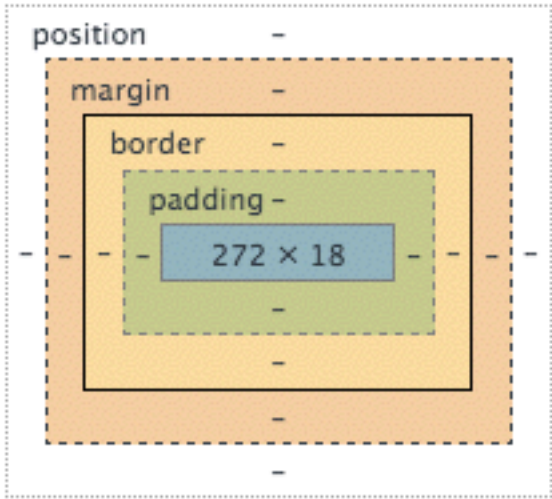 position -
margin -
border -
padding -
- - - - 272 × 18 - - - -
-
-
-
-